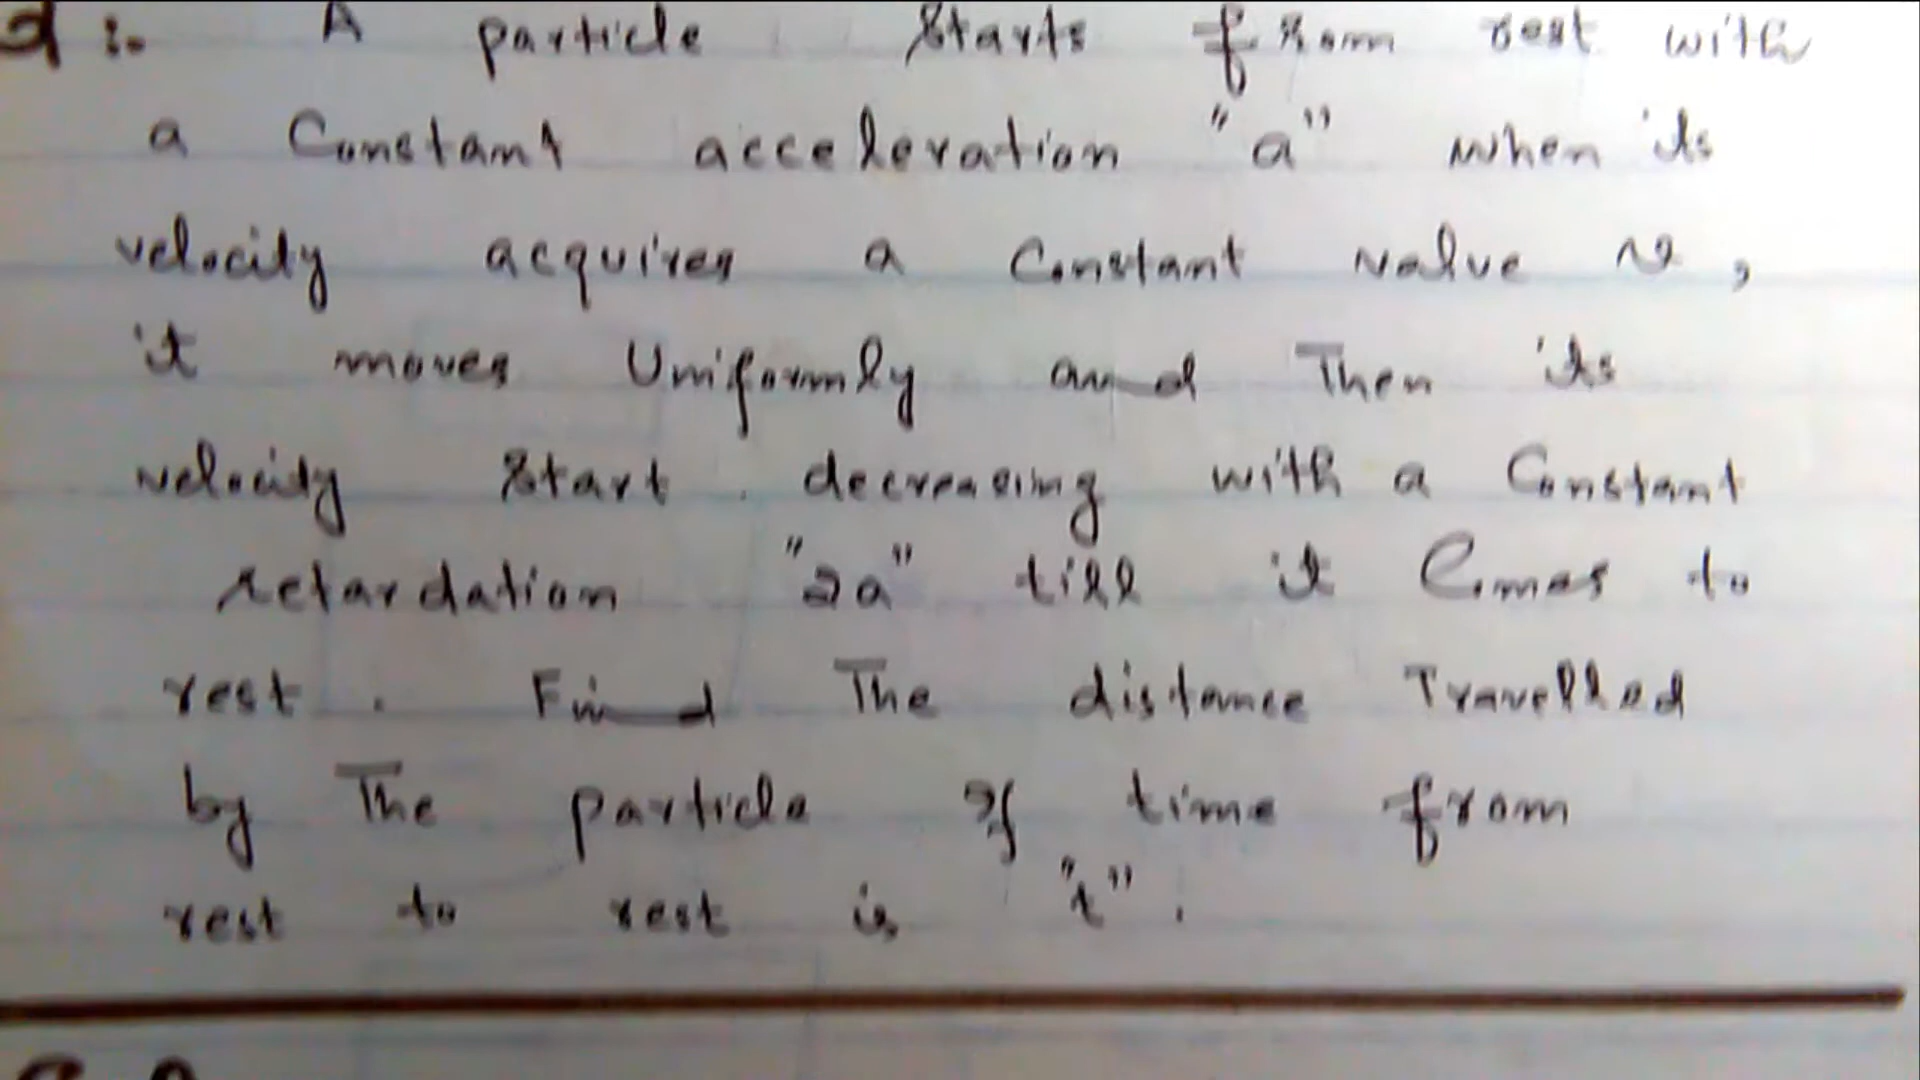 Q :- A particle starts from rest with
a Constant acceleration "a" when its
velocity acquires a Constant value v,
it moves Uniformly and Then its
velocity start decreasing with a Constant
retardation "2a" till it Comes to
rest. Find The distance Travelled
by The particle if time from
rest to rest is "t".